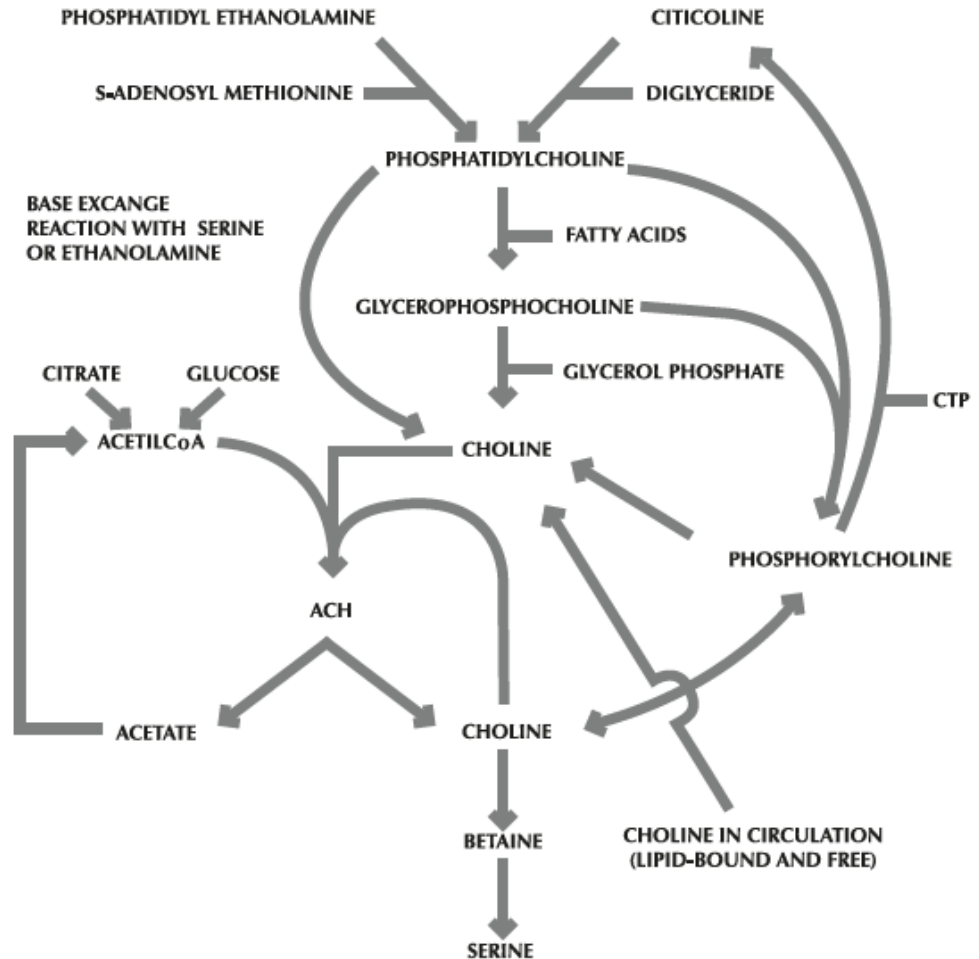 PHOSPHATIDYL ETHANOLAMINE
CITICOLINE
S-ADENOSYL METHIONINE
DIGLYCERIDE
PHOSPHATIDYLCHOLINE
BASE EXCANGE
REACTION WITH SERINE
OR ETHANOLAMINE
FATTY ACIDS
GLYCEROPHOSPHOCHOLINE
CITRATE
GLUCOSE
GLYCEROL PHOSPHATE
CTP
ACETILCoA
CHOLINE
PHOSPHORYLCHOLINE
ACH
ACETATE
CHOLINE
BETAINE
CHOLINE IN CIRCULATION
(LIPID-BOUND AND FREE)
SERINE